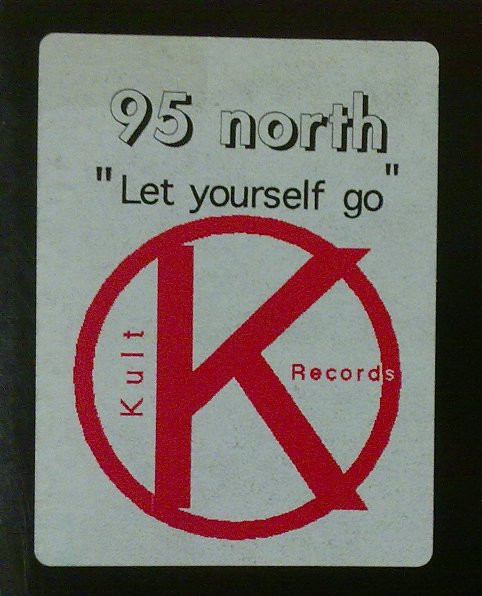 95 north
"Let yourself go"
K
Kult
Records